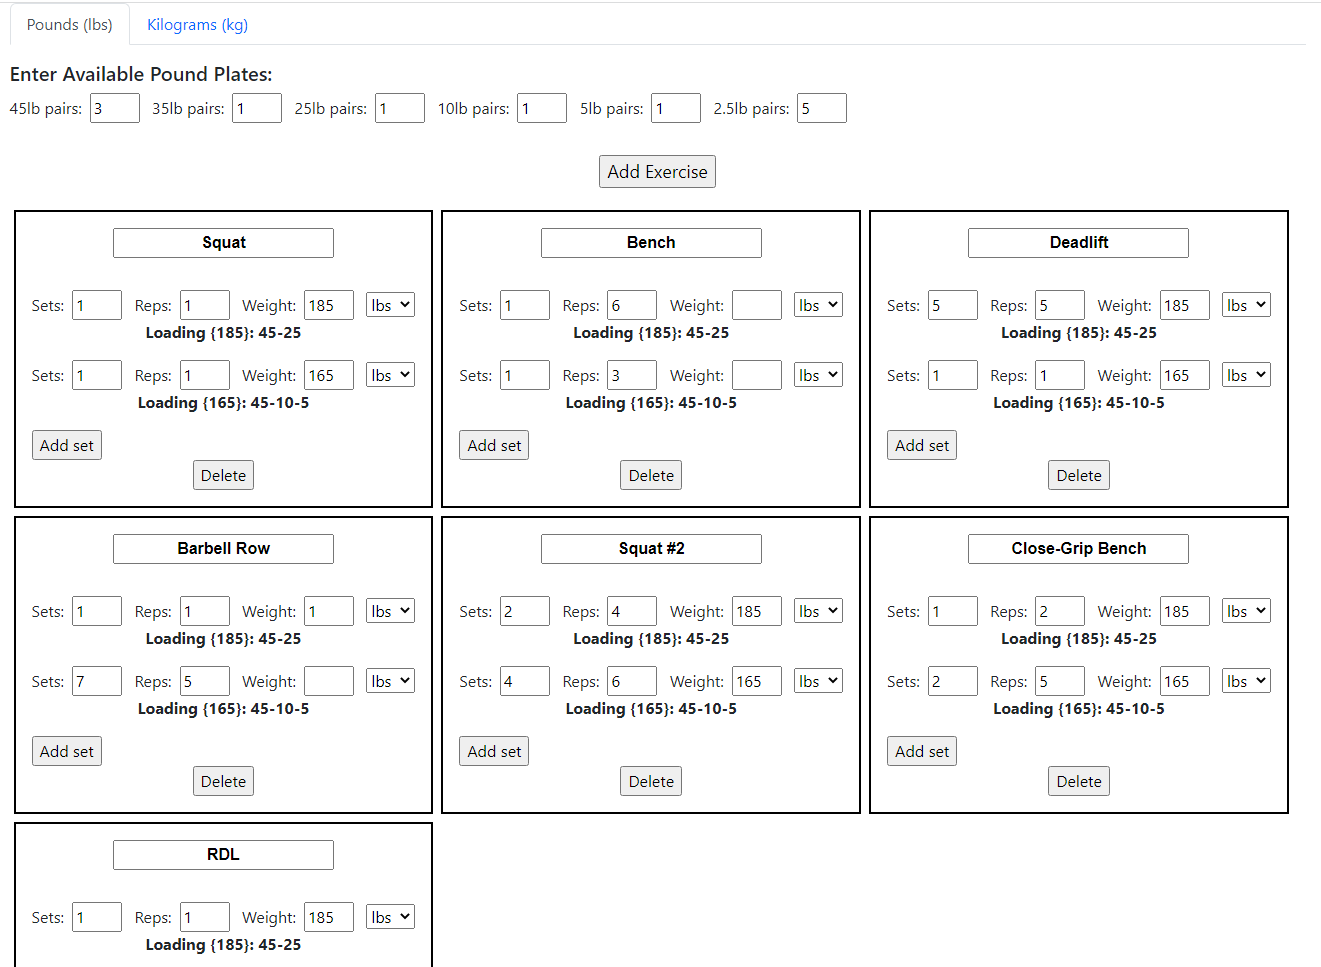 Pounds (lbs) Kilograms (kg)
Enter Available Pound Plates:
45lb pairs: 3 35lb pairs: 1 25lb pairs: 1 10lb pairs: 1 5lb pairs: 1 2.5lb pairs: 5
Add Exercise
Squat
Sets: 1 Reps: 1 Weight: 185 lbs
Loading {185}: 45-25
Sets: 1 Reps: 1 Weight: 165 lbs
Loading {165}: 45-10-5
Add set
Delete
Bench
Sets: 1 Reps: 6 Weight: lbs
Loading {185}: 45-25
Sets: 1 Reps: 3 Weight: lbs
Loading {165}: 45-10-5
Add set
Delete
Deadlift
Sets: 5 Reps: 5 Weight: 185 lbs
Loading {185}: 45-25
Sets: 1 Reps: 1 Weight: 165 lbs
Loading {165}: 45-10-5
Add set
Delete
Barbell Row
Sets: 1 Reps: 1 Weight: 1 lbs
Loading {185}: 45-25
Sets: 7 Reps: 5 Weight: lbs
Loading {165}: 45-10-5
Add set
Delete
Squat #2
Sets: 2 Reps: 4 Weight: 185 lbs
Loading {185}: 45-25
Sets: 4 Reps: 6 Weight: 165 lbs
Loading {165}: 45-10-5
Add set
Delete
Close-Grip Bench
Sets: 1 Reps: 2 Weight: 185 lbs
Loading {185}: 45-25
Sets: 2 Reps: 5 Weight: 165 lbs
Loading {165}: 45-10-5
Add set
Delete
RDL
Sets: 1 Reps: 1 Weight: 185 lbs
Loading {185}: 45-25